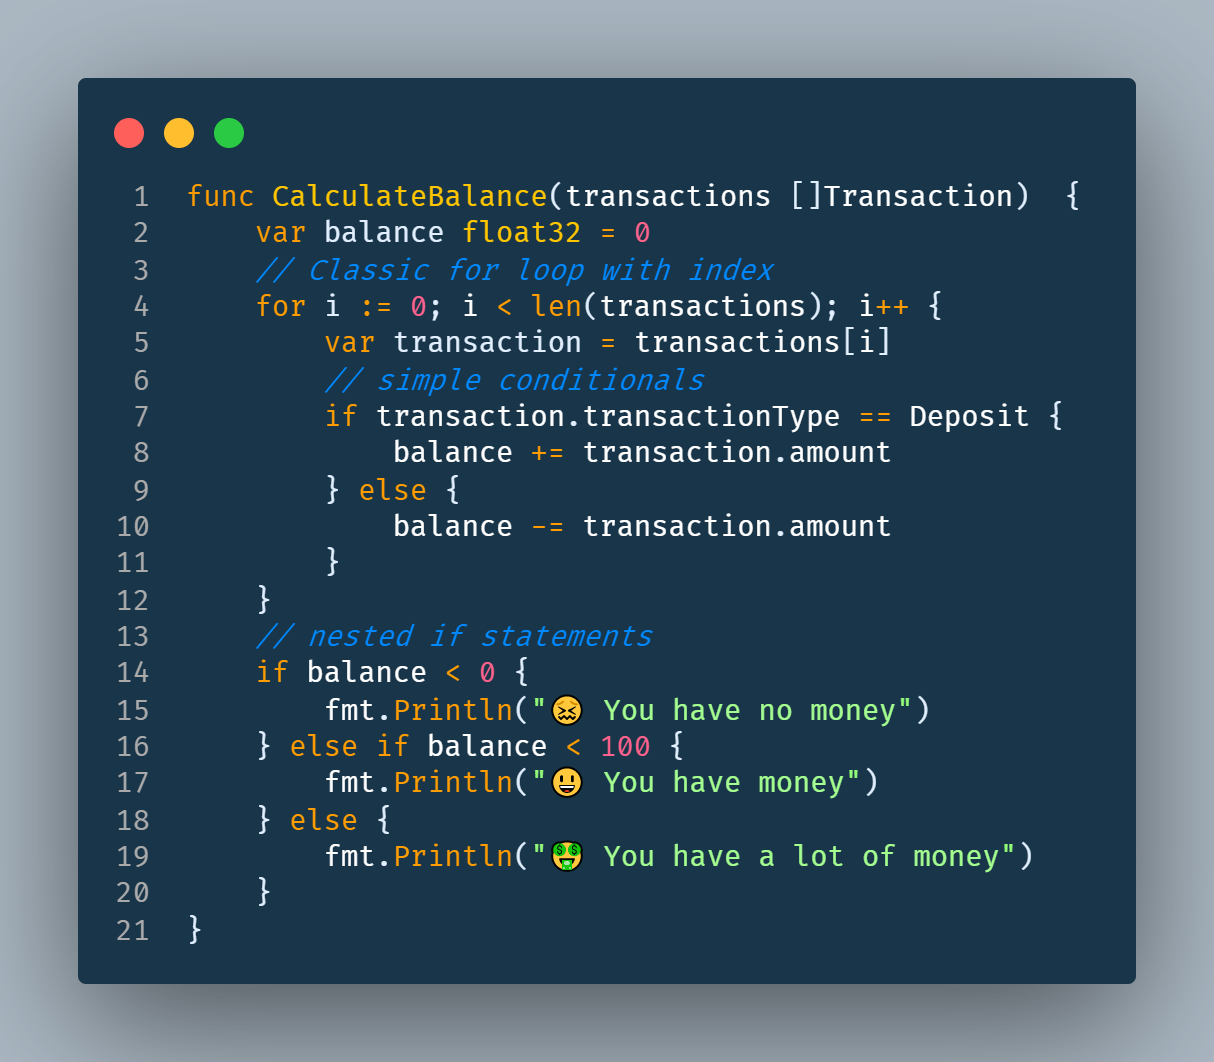 1 func CalculateBalance(transactions []Transaction)  {
2     var balance float32 = 0
3     // Classic for loop with index
4     for i := 0; i < len(transactions); i++ {
5         var transaction = transactions[i]
6         // simple conditionals
7         if transaction.transactionType == Deposit {
8             balance += transaction.amount
9         } else {
10             balance -= transaction.amount
11         }
12     }
13     // nested if statements
14     if balance < 0 {
15         fmt.Println("😖 You have no money")
16     } else if balance < 100 {
17         fmt.Println("😃 You have money")
18     } else {
19         fmt.Println("🤑 You have a lot of money")
20     }
21 }